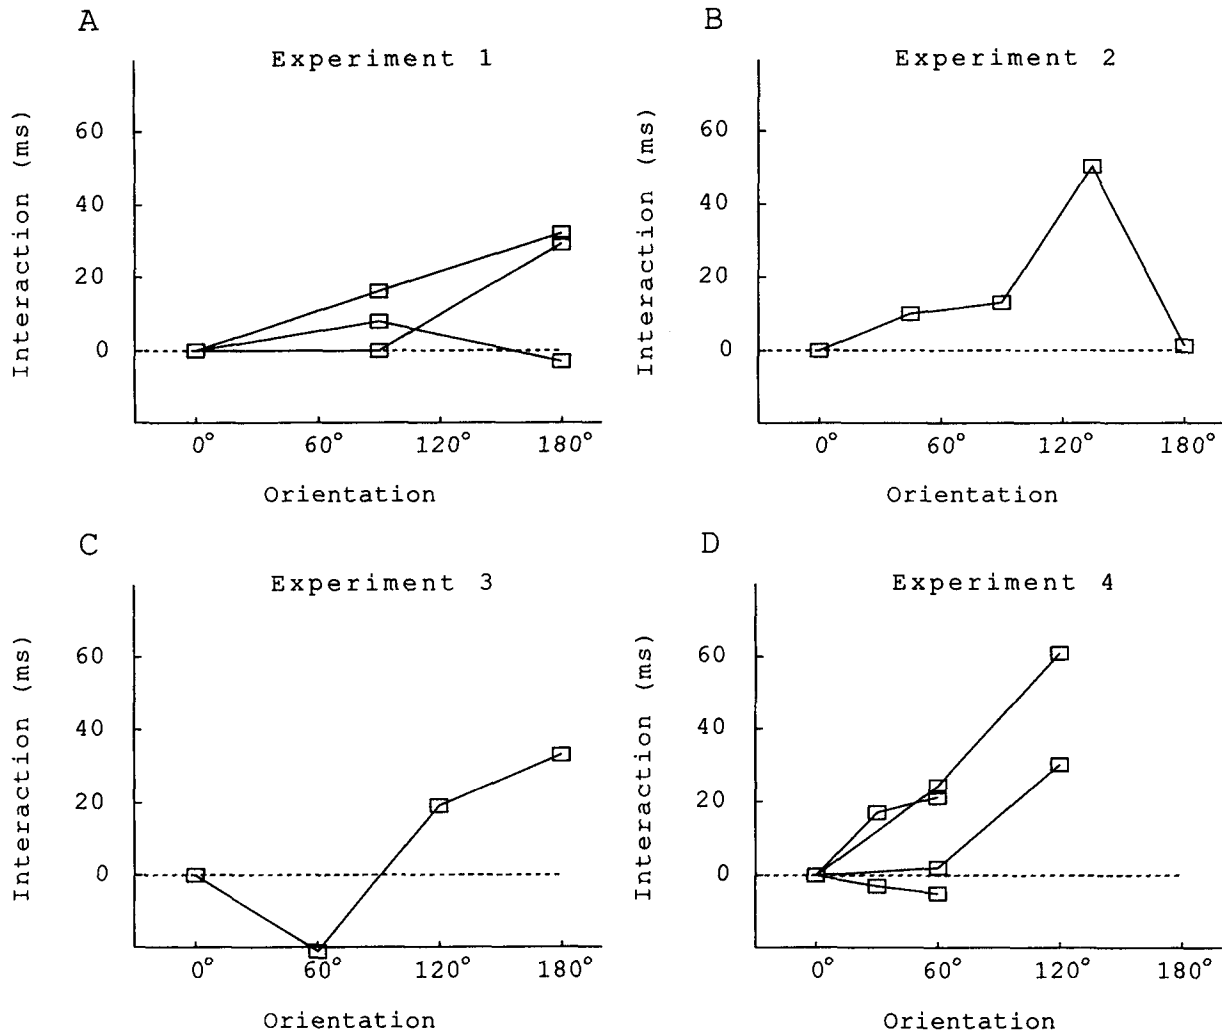 A
Experiment 1
Interaction (ms)
60
40
20
0
0° 60° 120° 180°
Orientation
B
Experiment 2
Interaction (ms)
60
40
20
0
0° 60° 120° 180°
Orientation
C
Experiment 3
Interaction (ms)
60
40
20
0
0° 60° 120° 180°
Orientation
D
Experiment 4
Interaction (ms)
60
40
20
0
0° 60° 120° 180°
Orientation